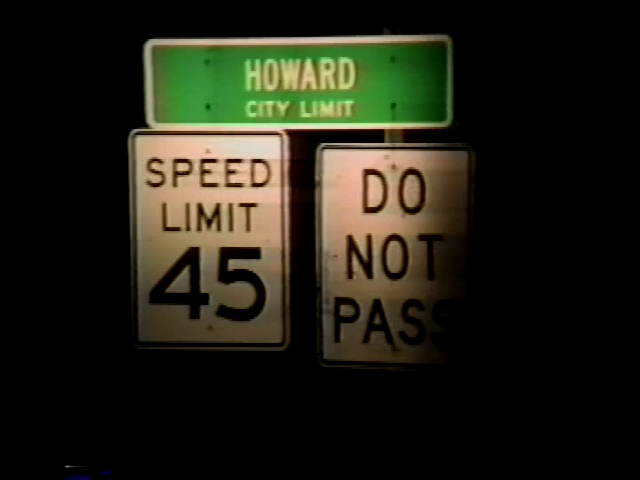 HOWARD
CITY LIMIT
SPEED
LIMIT
45
DO
NOT
PASS